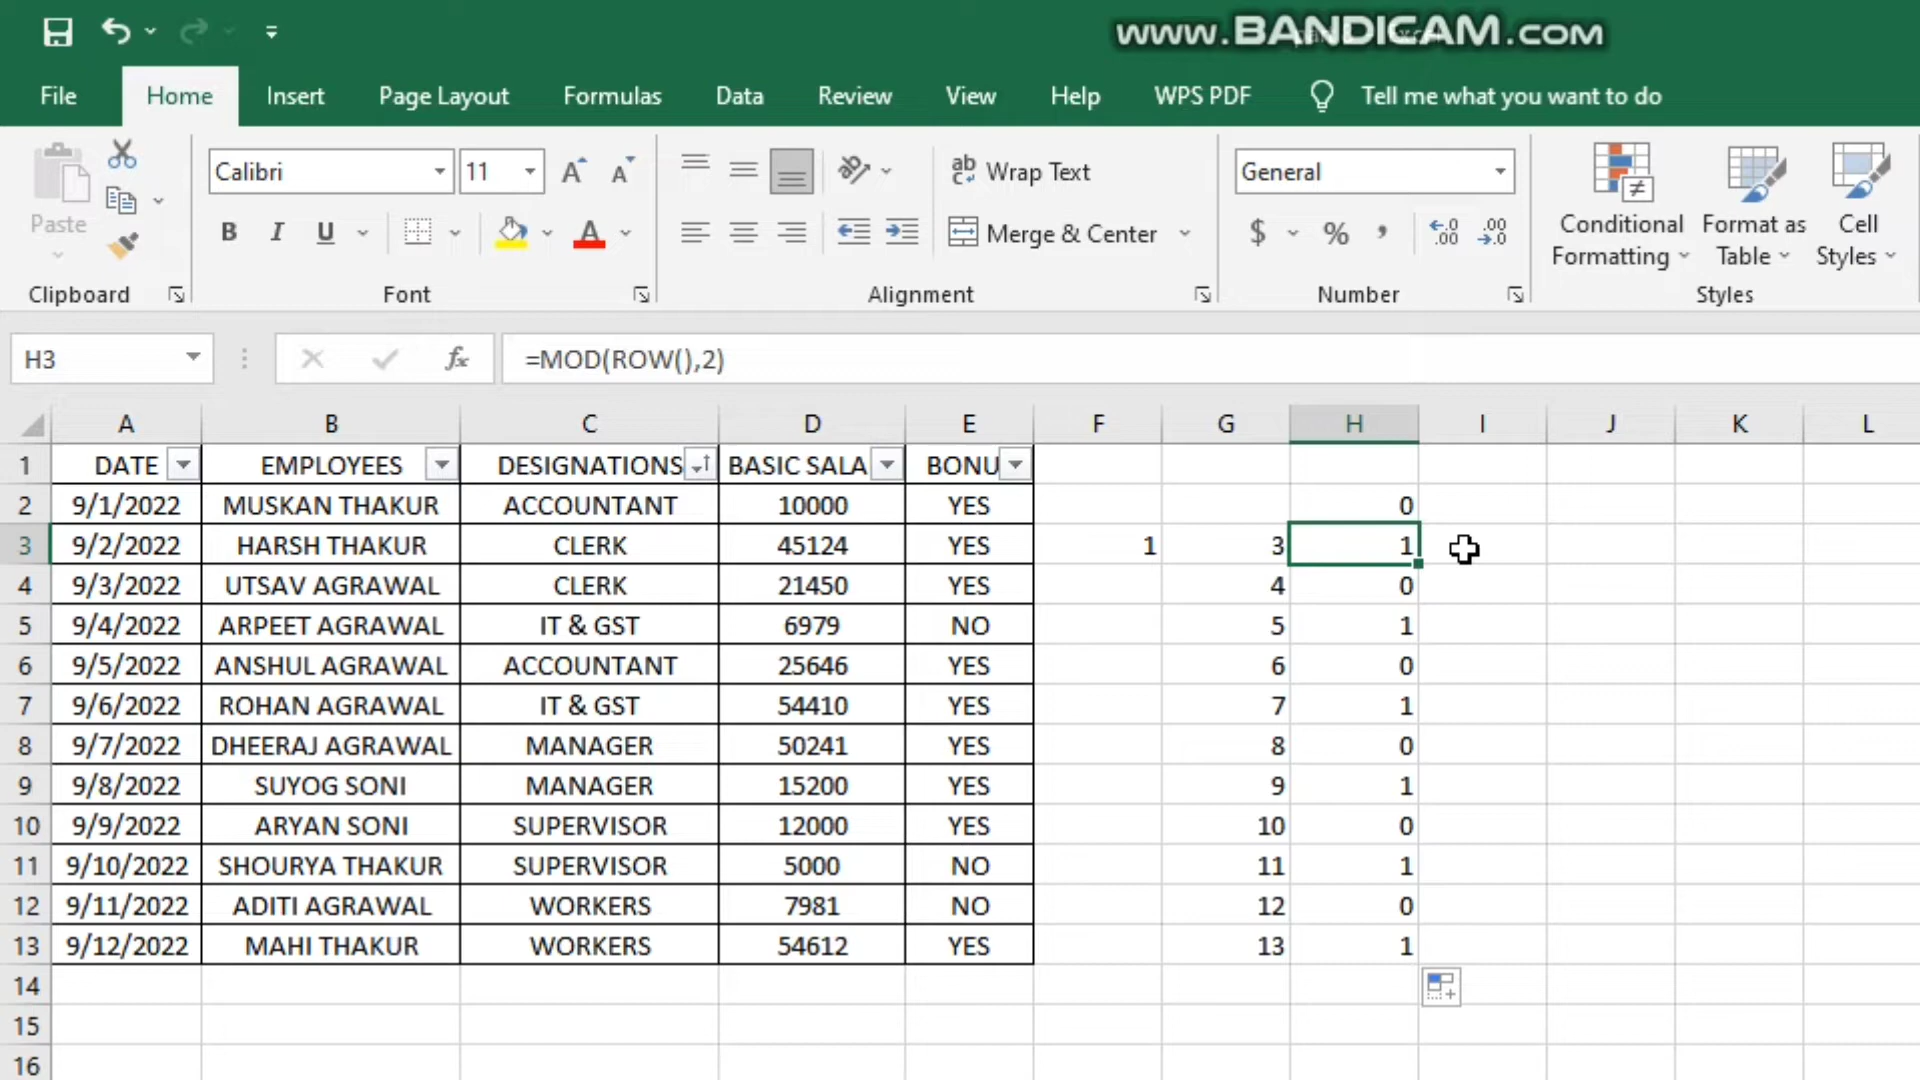 www.BANDICAM.com
File Home Insert Page Layout Formulas Data Review View Help WPS PDF Tell me what you want to do
Paste
Calibri 11 A A
ab Wrap Text
General
B I U A
Merge & Center
$ % , .00 .00
Conditional Formatting
Format as Table
Cell Styles
Clipboard Font Alignment Number Styles
H3 fx =MOD(ROW(),2)
A B C D E F G H I J K L
1 DATE EMPLOYEES DESIGNATIONS BASIC SALA BONU
2 9/1/2022 MUSKAN THAKUR ACCOUNTANT 10000 YES 0
3 9/2/2022 HARSH THAKUR CLERK 45124 YES 1 3 1
4 9/3/2022 UTSAV AGRAWAL CLERK 21450 YES 4 0
5 9/4/2022 ARPEET AGRAWAL IT & GST 6979 NO 5 1
6 9/5/2022 ANSHUL AGRAWAL ACCOUNTANT 25646 YES 6 0
7 9/6/2022 ROHAN AGRAWAL IT & GST 54410 YES 7 1
8 9/7/2022 DHEERAJ AGRAWAL MANAGER 50241 YES 8 0
9 9/8/2022 SUYOG SONI MANAGER 15200 YES 9 1
10 9/9/2022 ARYAN SONI SUPERVISOR 12000 YES 10 0
11 9/10/2022 SHOURYA THAKUR SUPERVISOR 5000 NO 11 1
12 9/11/2022 ADITI AGRAWAL WORKERS 7981 NO 12 0
13 9/12/2022 MAHI THAKUR WORKERS 54612 YES 13 1
14
15
16